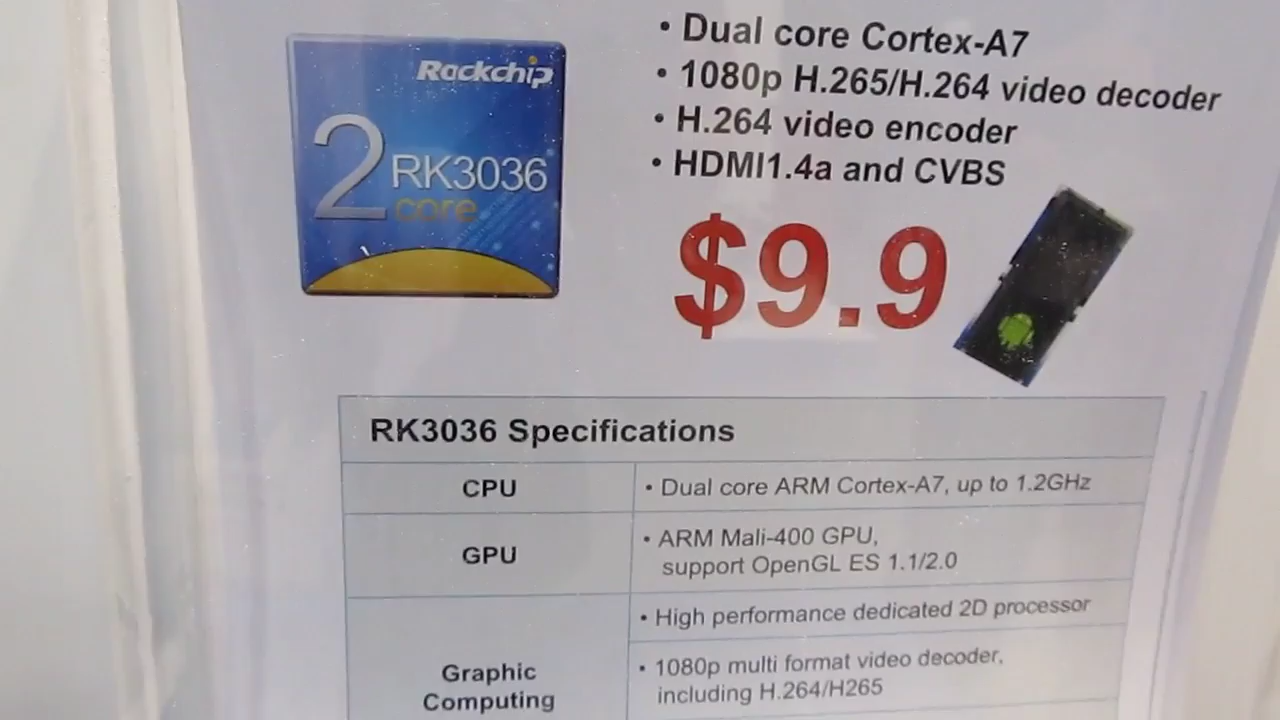 Rockchip
2 RK3036
core
• Dual core Cortex-A7
• 1080p H.265/H.264 video decoder
• H.264 video encoder
• HDMI1.4a and CVBS
$9.9
RK3036 Specifications
CPU
• Dual core ARM Cortex-A7, up to 1.2GHz
GPU
• ARM Mali-400 GPU,
support OpenGL ES 1.1/2.0
Graphic
Computing
• High performance dedicated 2D processor
• 1080p multi format video decoder,
including H.264/H265